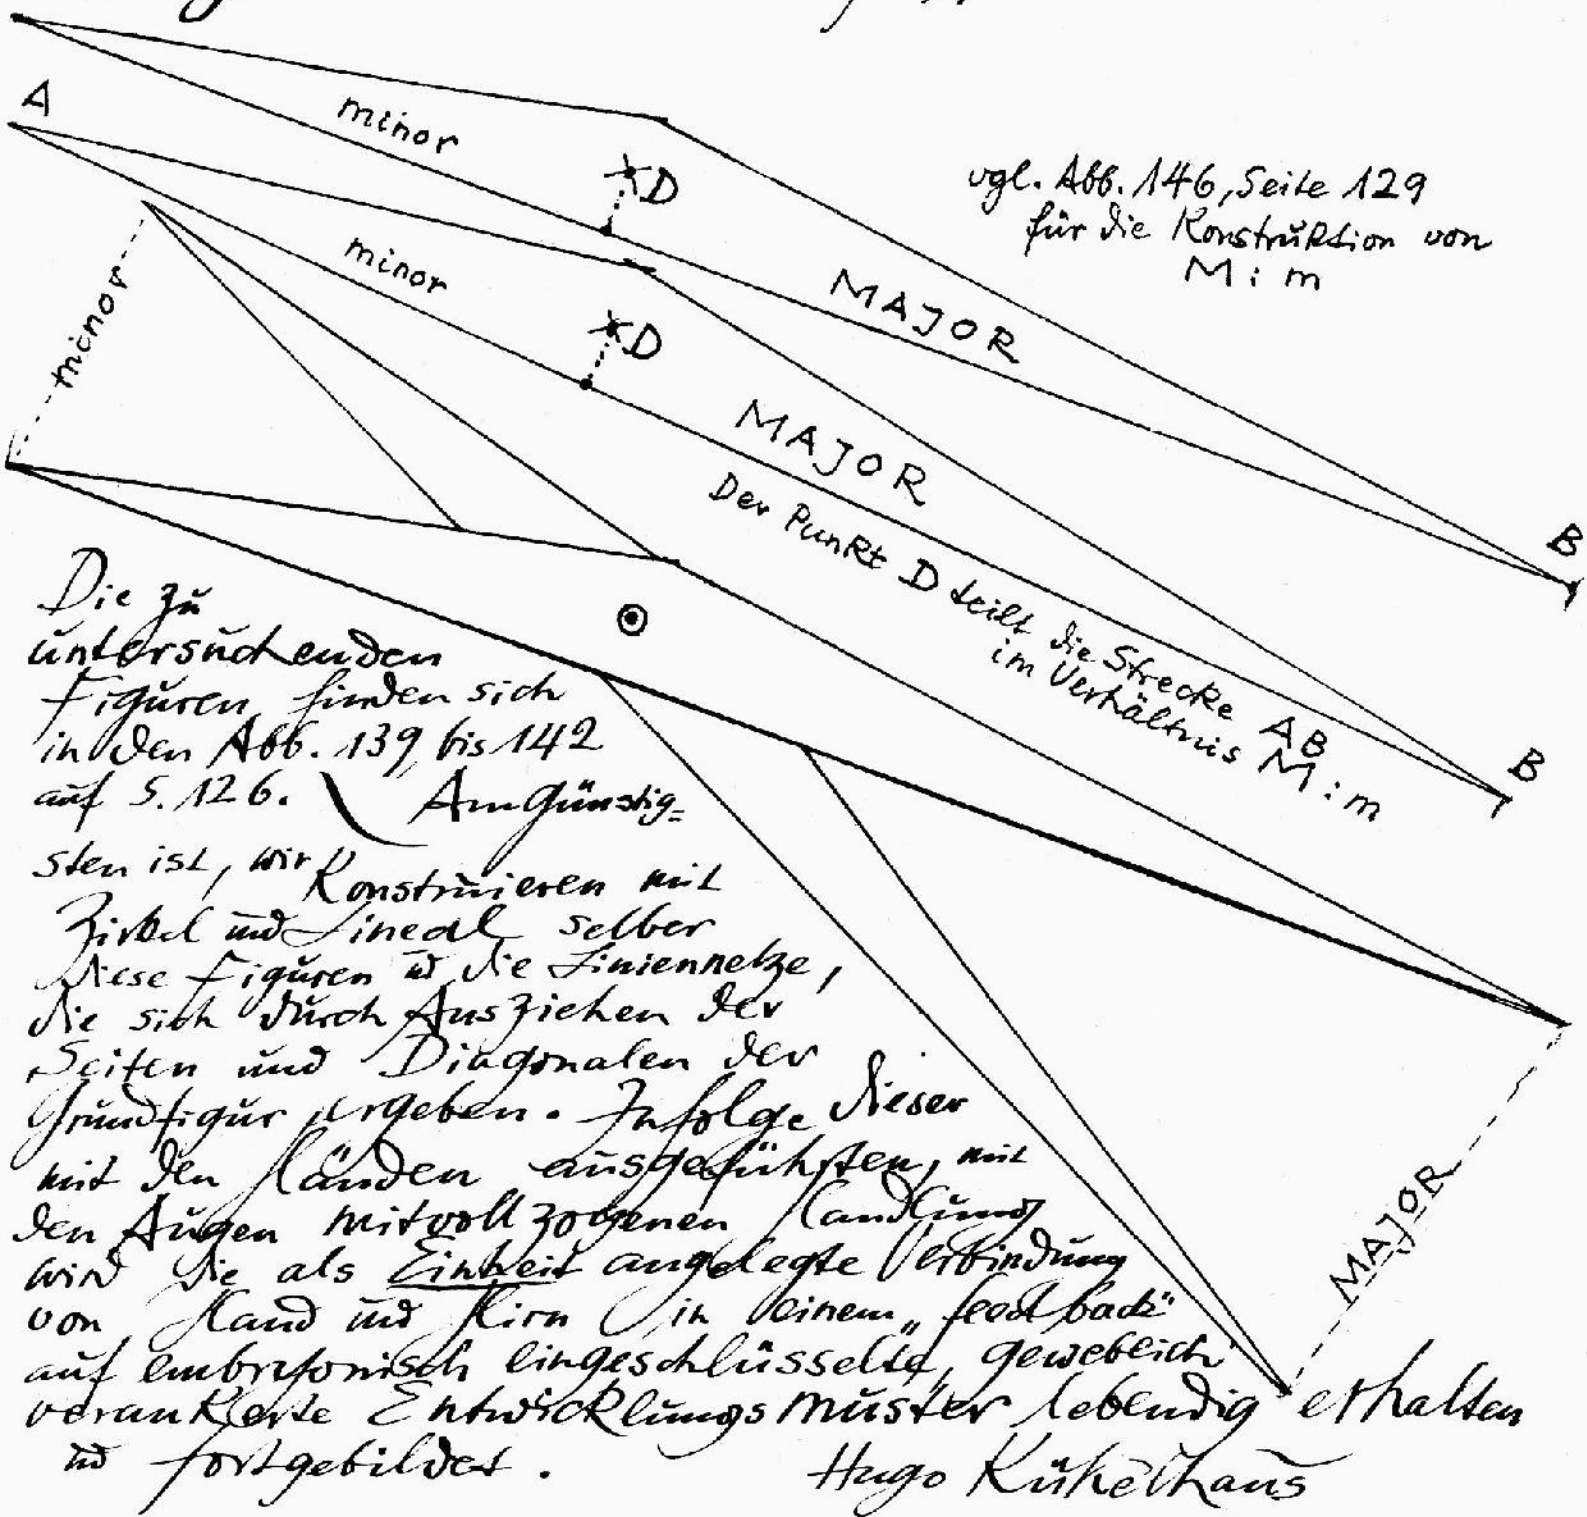 A
minor
D
vgl. Abb. 146, Seite 129
für die Konstruktion von
M : m
minor
minor
D
MAJOR
MAJOR
Der Punkt D teilt die Strecke AB
im Verhältnis M : m
B
B
Die zu
untersuchenden
Figuren finden sich
in den Abb. 139 bis 142
auf S. 126.
Am Günstig=
sten ist, wir Konstruieren mit
Zirkel und Lineal selber
diese Figuren ud die Liniennetze,
die sich durch Ausziehen der
Seiten und Diagonalen der
Grundfigur ergeben. Infolge dieser
mit den Händen ausgeführten, mit
den Augen mitvollzogenen Handlung
wird die als Einheit angelegte Verbindung
von Hand und Hirn in einem „feed back"
auf embryonisch eingeschlüsselte, geweblich
verankerte Entwicklungsmuster lebendig erhalten
ud fortgebildet.
MAJOR
Hugo Kükelhaus